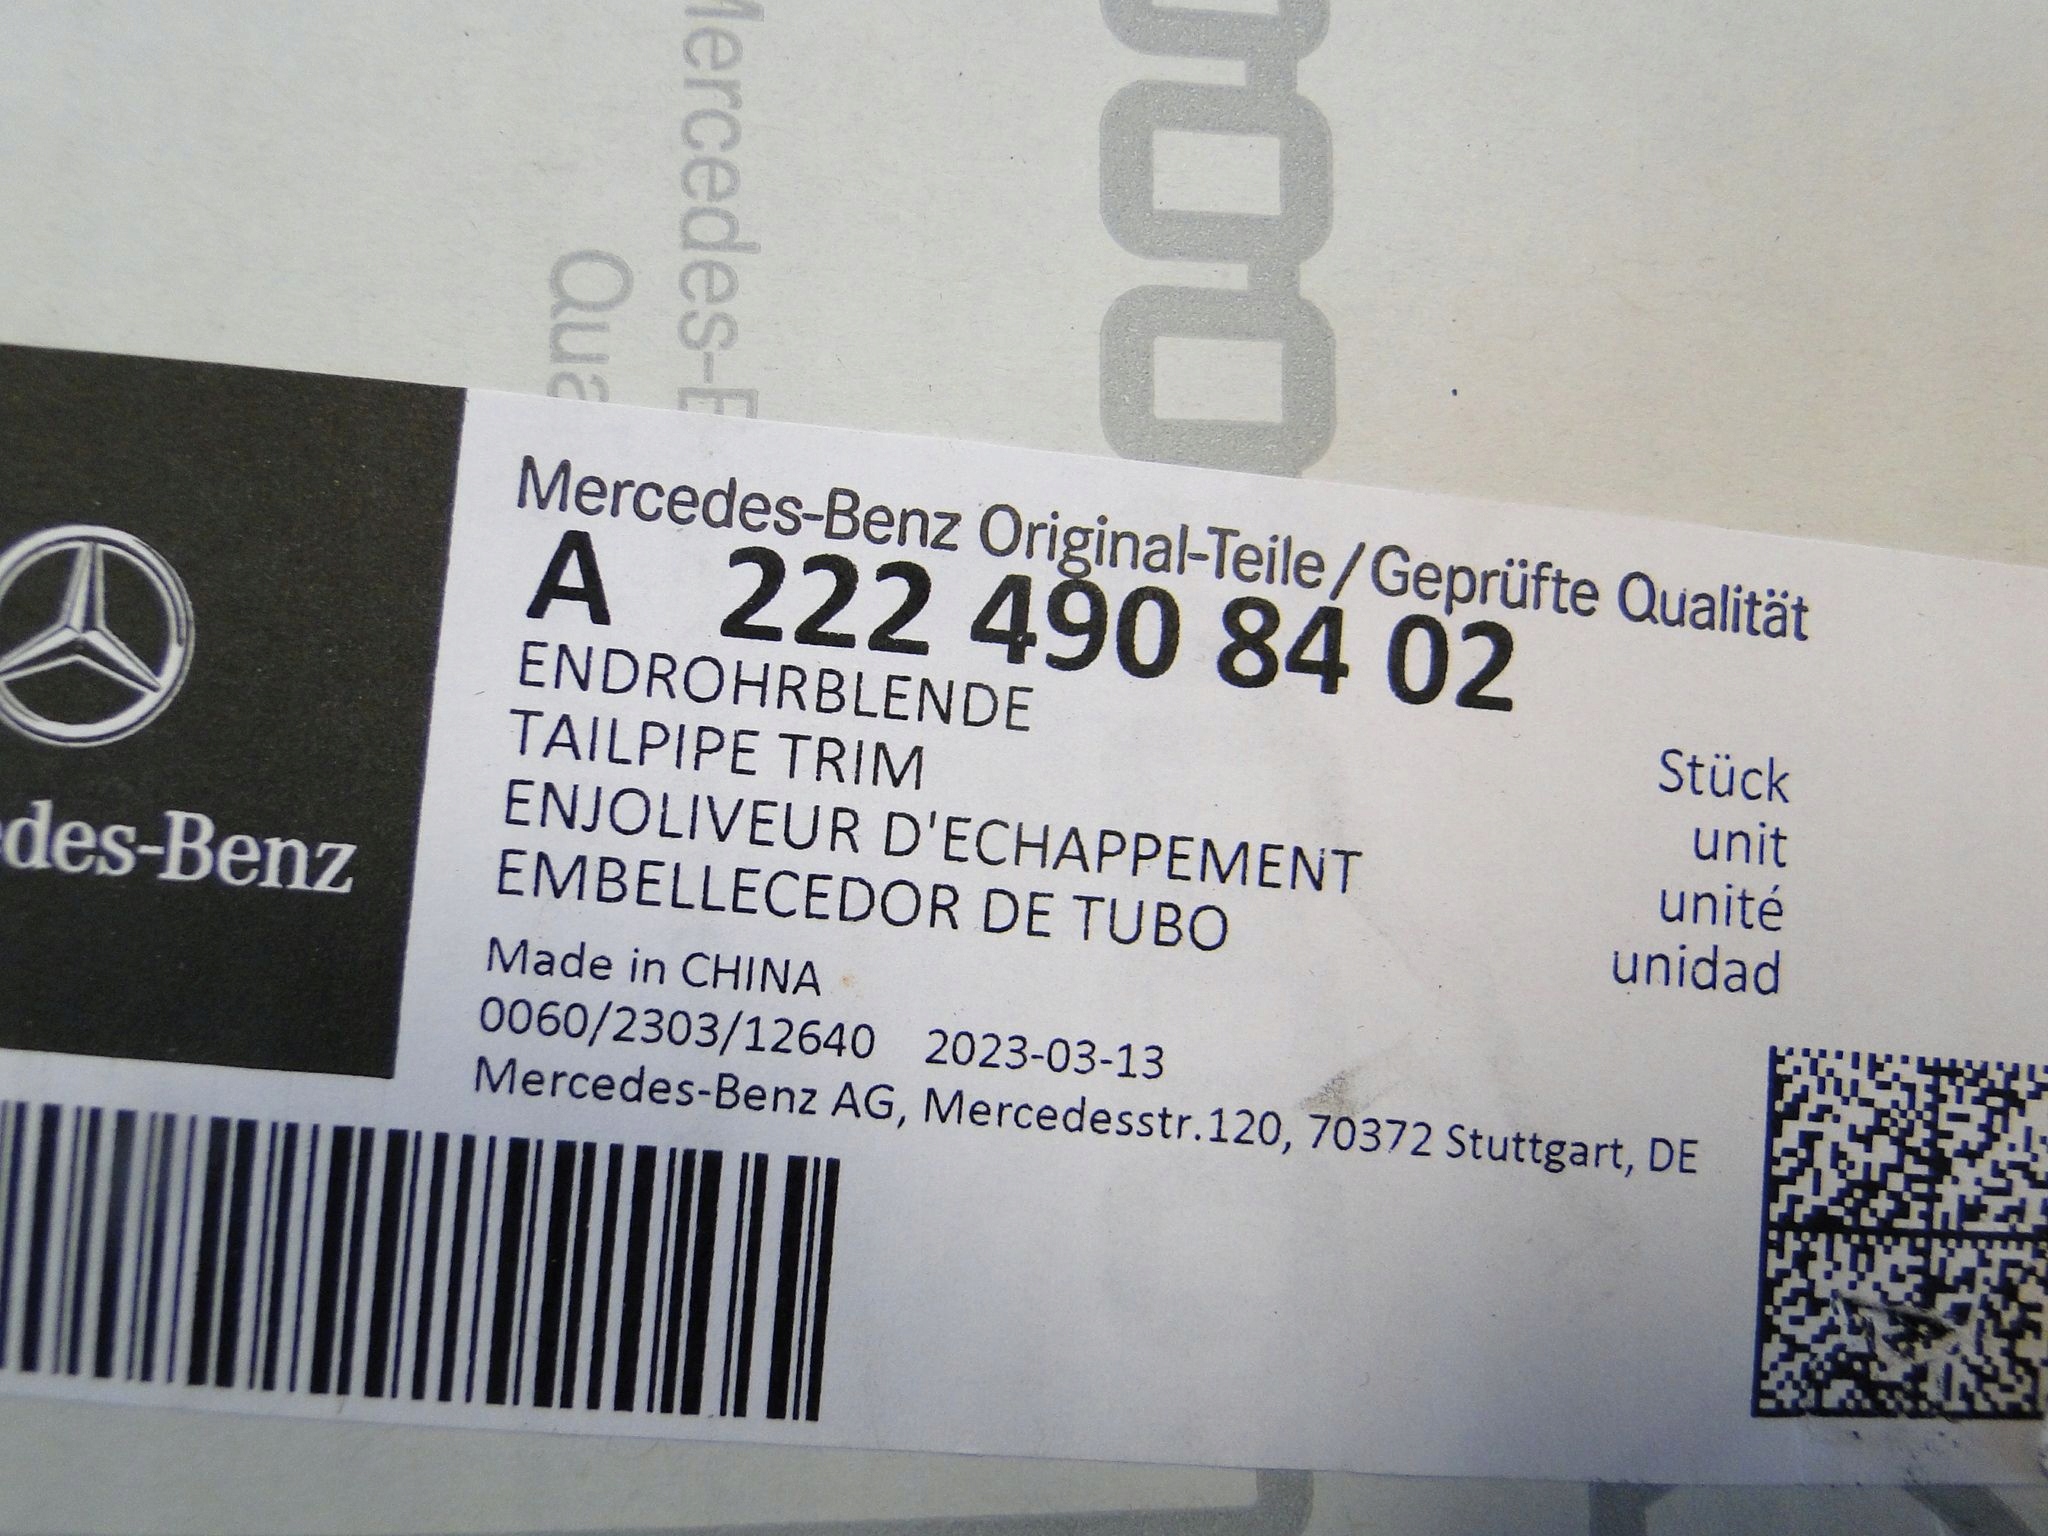 Mercedes-B
Qua
des-Benz
Mercedes-Benz Original-Teile/Geprüfte Qualität
A 222 490 84 02
ENDROHRBLENDE
TAILPIPE TRIM
ENJOLIVEUR D'ECHAPPEMENT
EMBELLECEDOR DE TUBO
Stück
unit
unité
unidad
Made in CHINA
0060/2303/12640 2023-03-13
Mercedes-Benz AG, Mercedesstr.120, 70372 Stuttgart, DE